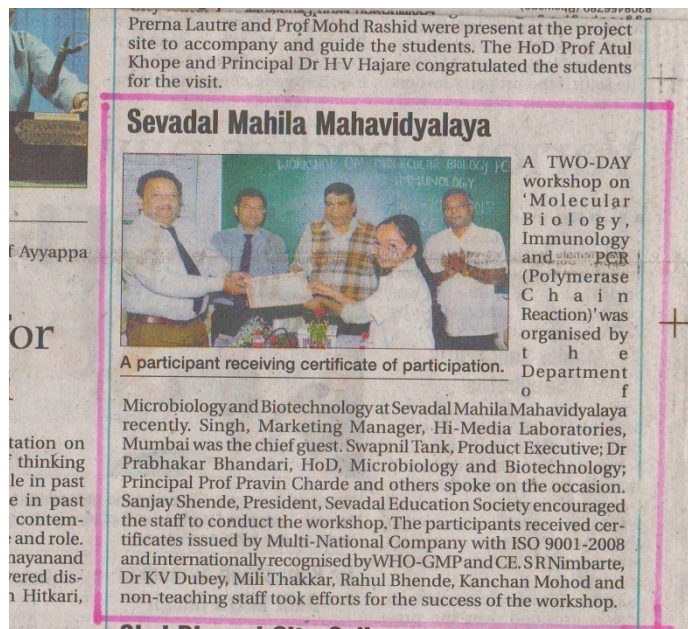 Prerna Lautre and Prof Mohd Rashid were present at the project
site to accompany and guide the students. The HoD Prof Atul
Khope and Principal Dr H V Hajare congratulated the students
for the visit.
Sevadal Mahila Mahavidyalaya
WORKSHOP ON MOLECULAR BIOLOGY PC
IMMUNOLOGY
A TWO-DAY
workshop on
'Molecular
Biology,
Immunology
and PCR
(Polymerase
Chain
Reaction)' was
organised by
the
Department
of
A participant receiving certificate of participation.
Microbiology and Biotechnology at Sevadal Mahila Mahavidyalaya
recently. Singh, Marketing Manager, Hi-Media Laboratories,
Mumbai was the chief guest. Swapnil Tank, Product Executive; Dr
Prabhakar Bhandari, HoD, Microbiology and Biotechnology;
Principal Prof Pravin Charde and others spoke on the occasion.
Sanjay Shende, President, Sevadal Education Society encouraged
the staff to conduct the workshop. The participants received cer-
tificates issued by Multi-National Company with ISO 9001-2008
and internationally recognised by WHO-GMP and CE. S R Nimbarte,
Dr K V Dubey, Mili Thakkar, Rahul Bhende, Kanchan Mohod and
non-teaching staff took efforts for the success of the workshop.
f Ayyappa
or
tation on
thinking
le in past
e in past
contem-
and role.
nayanand
vered dis-
Hitkari,